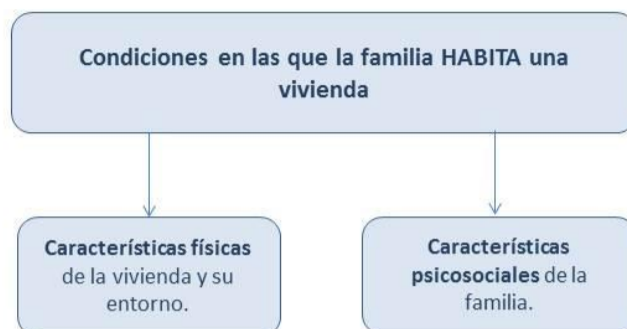 Condiciones en las que la familia HABITA una
vivienda
Características físicas
de la vivienda y su
entorno.
Características
psicosociales de la
familia.